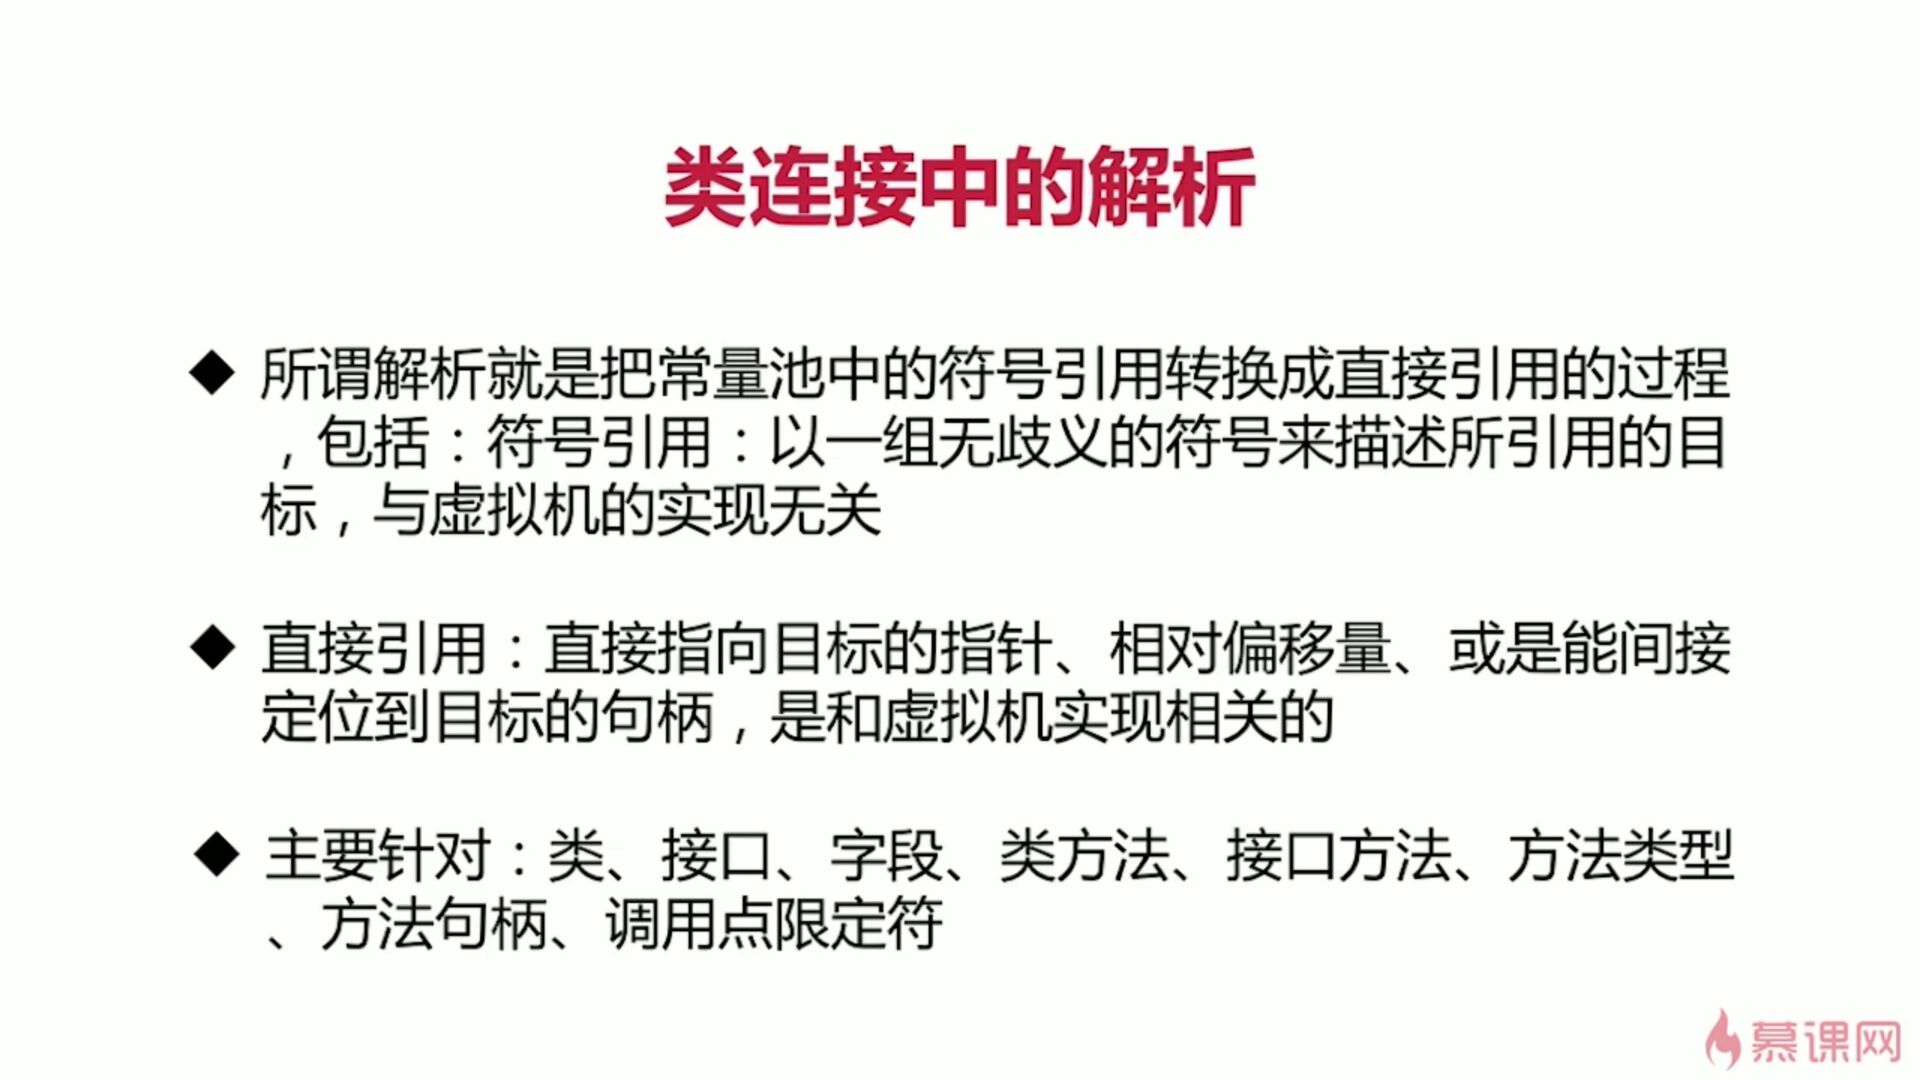 类连接中的解析
所谓解析就是把常量池中的符号引用转换成直接引用的过程
，包括：符号引用：以一组无歧义的符号来描述所引用的目
标，与虚拟机的实现无关
直接引用：直接指向目标的指针、相对偏移量、或是能间接
定位到目标的句柄，是和虚拟机实现相关的
主要针对：类、接口、字段、类方法、接口方法、方法类型
、方法句柄、调用点限定符
慕课网